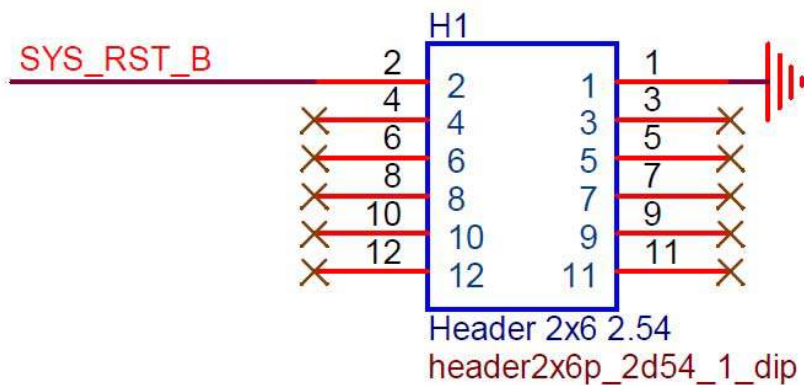 H1
SYS_RST_B
2 2 1 1
4 4 3 3
6 6 5 5
8 8 7 7
10 10 9 9
12 12 11 11
Header 2x6 2.54
header2x6p_2d54_1_dip